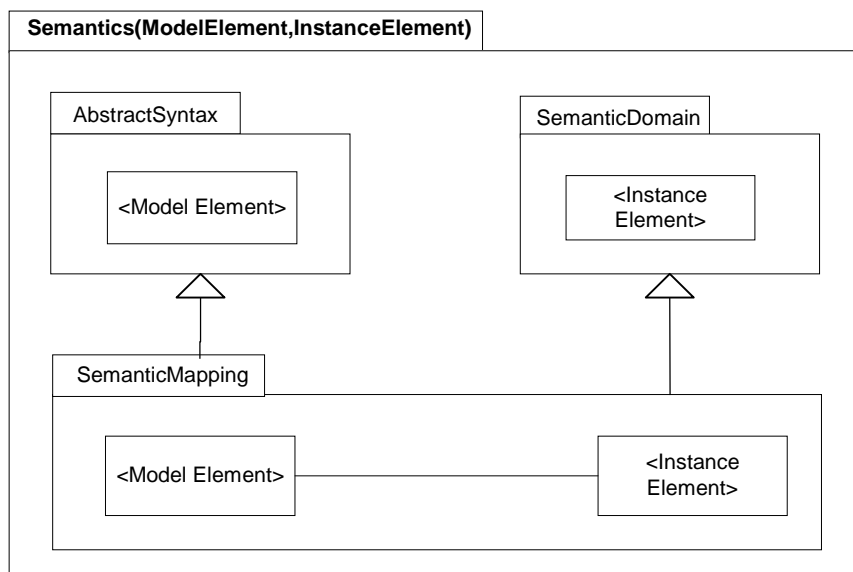 Semantics(ModelElement,InstanceElement)
AbstractSyntax
SemanticDomain
<Model Element>
<Instance
Element>
SemanticMapping
<Model Element>
<Instance
Element>